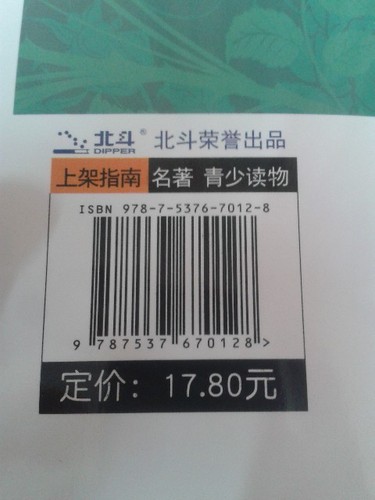 北斗® 北斗荣誉出品
DIPPER
上架指南 名著 青少读物
ISBN 978-7-5376-7012-8
9 787537 670128 >
定价：17.80元